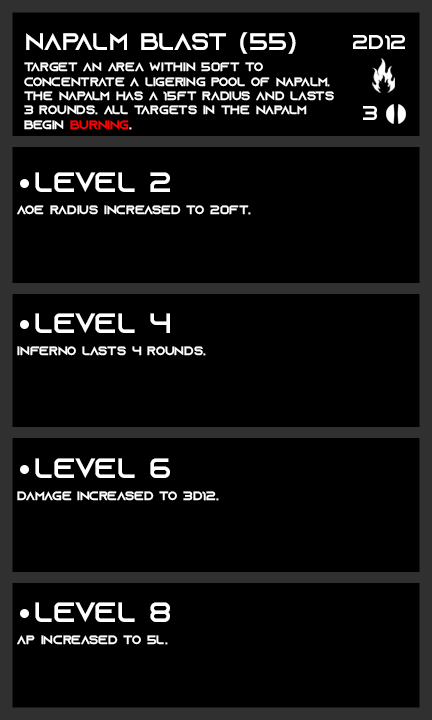 NAPALM BLAST (55)
2D12
TARGET AN AREA WITHIN 50FT TO
CONCENTRATE A LIGERING POOL OF NAPALM.
THE NAPALM HAS A 15FT RADIUS AND LASTS
3 ROUNDS. ALL TARGETS IN THE NAPALM
BEGIN BURNING.
3
•LEVEL 2
AOE RADIUS INCREASED TO 20FT.
•LEVEL 4
INFERNO LASTS 4 ROUNDS.
•LEVEL 6
DAMAGE INCREASED TO 3D12.
•LEVEL 8
AP INCREASED TO 5L.